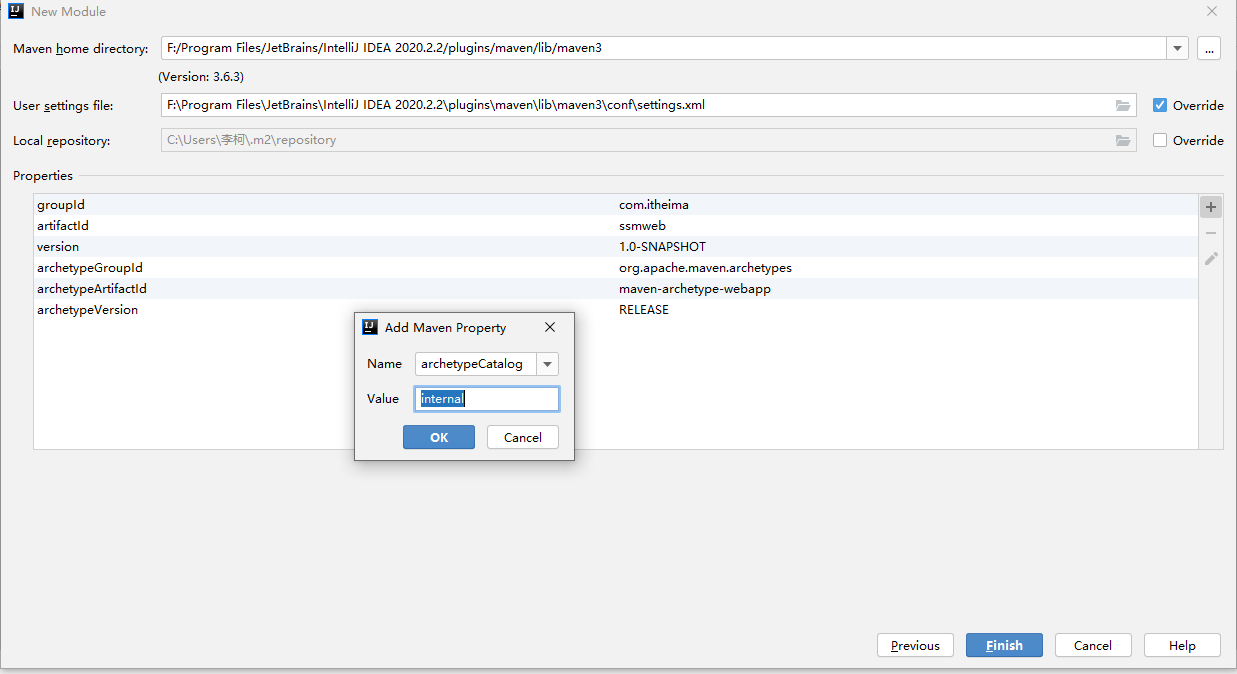 New Module
Maven home directory: F:/Program Files/JetBrains/IntelliJ IDEA 2020.2.2/plugins/maven/lib/maven3 ...
(Version: 3.6.3)
User settings file: F:\Program Files\JetBrains\IntelliJ IDEA 2020.2.2\plugins\maven\lib\maven3\conf\settings.xml Override
Local repository: C:\Users\李柯\.m2\repository Override
Properties
groupId com.itheima
artifactId ssmweb
version 1.0-SNAPSHOT
archetypeGroupId org.apache.maven.archetypes
archetypeArtifactId maven-archetype-webapp
archetypeVersion RELEASE
Add Maven Property
Name archetypeCatalog
Value internal
OK Cancel
Previous Finish Cancel Help